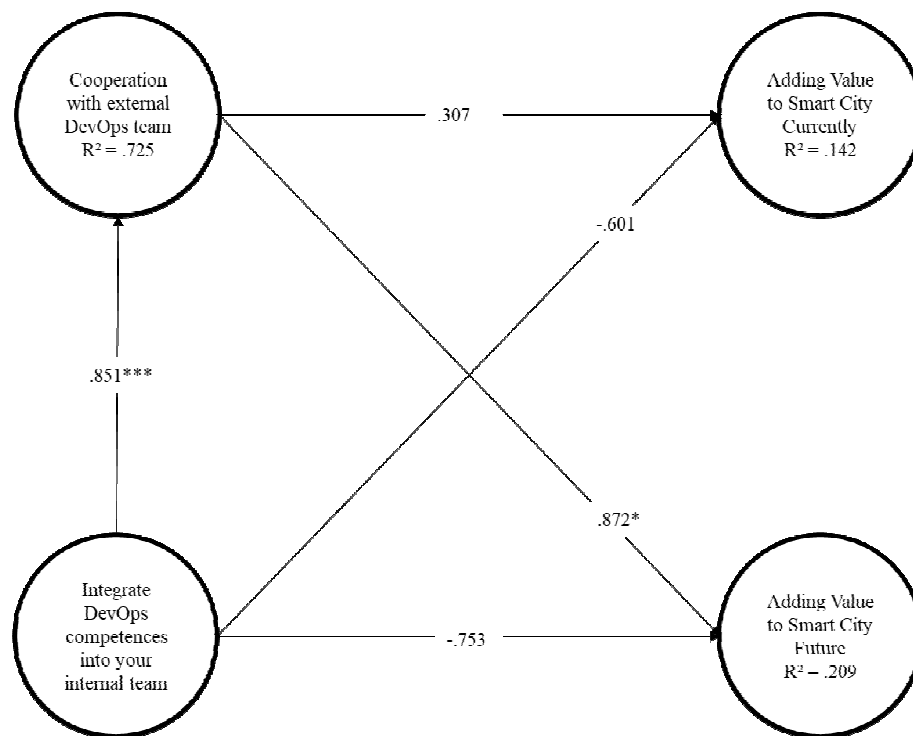 Cooperation
with external
DevOps team
R² = .725
Adding Value
to Smart City
Currently
R² = .142
.307
-.601
.851***
.872*
Integrate
DevOps
competences
into your
internal team
-.753
Adding Value
to Smart City
Future
R² = .209